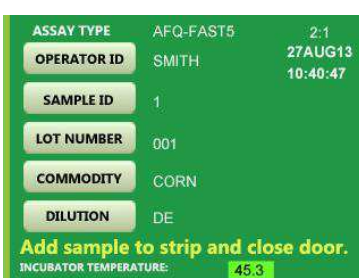 ASSAY TYPE AFQ-FAST5 2:1
OPERATOR ID SMITH 27AUG13
10:40:47
SAMPLE ID 1
LOT NUMBER 001
COMMODITY CORN
DILUTION DE
Add sample to strip and close door.
INCUBATOR TEMPERATURE: 45.3